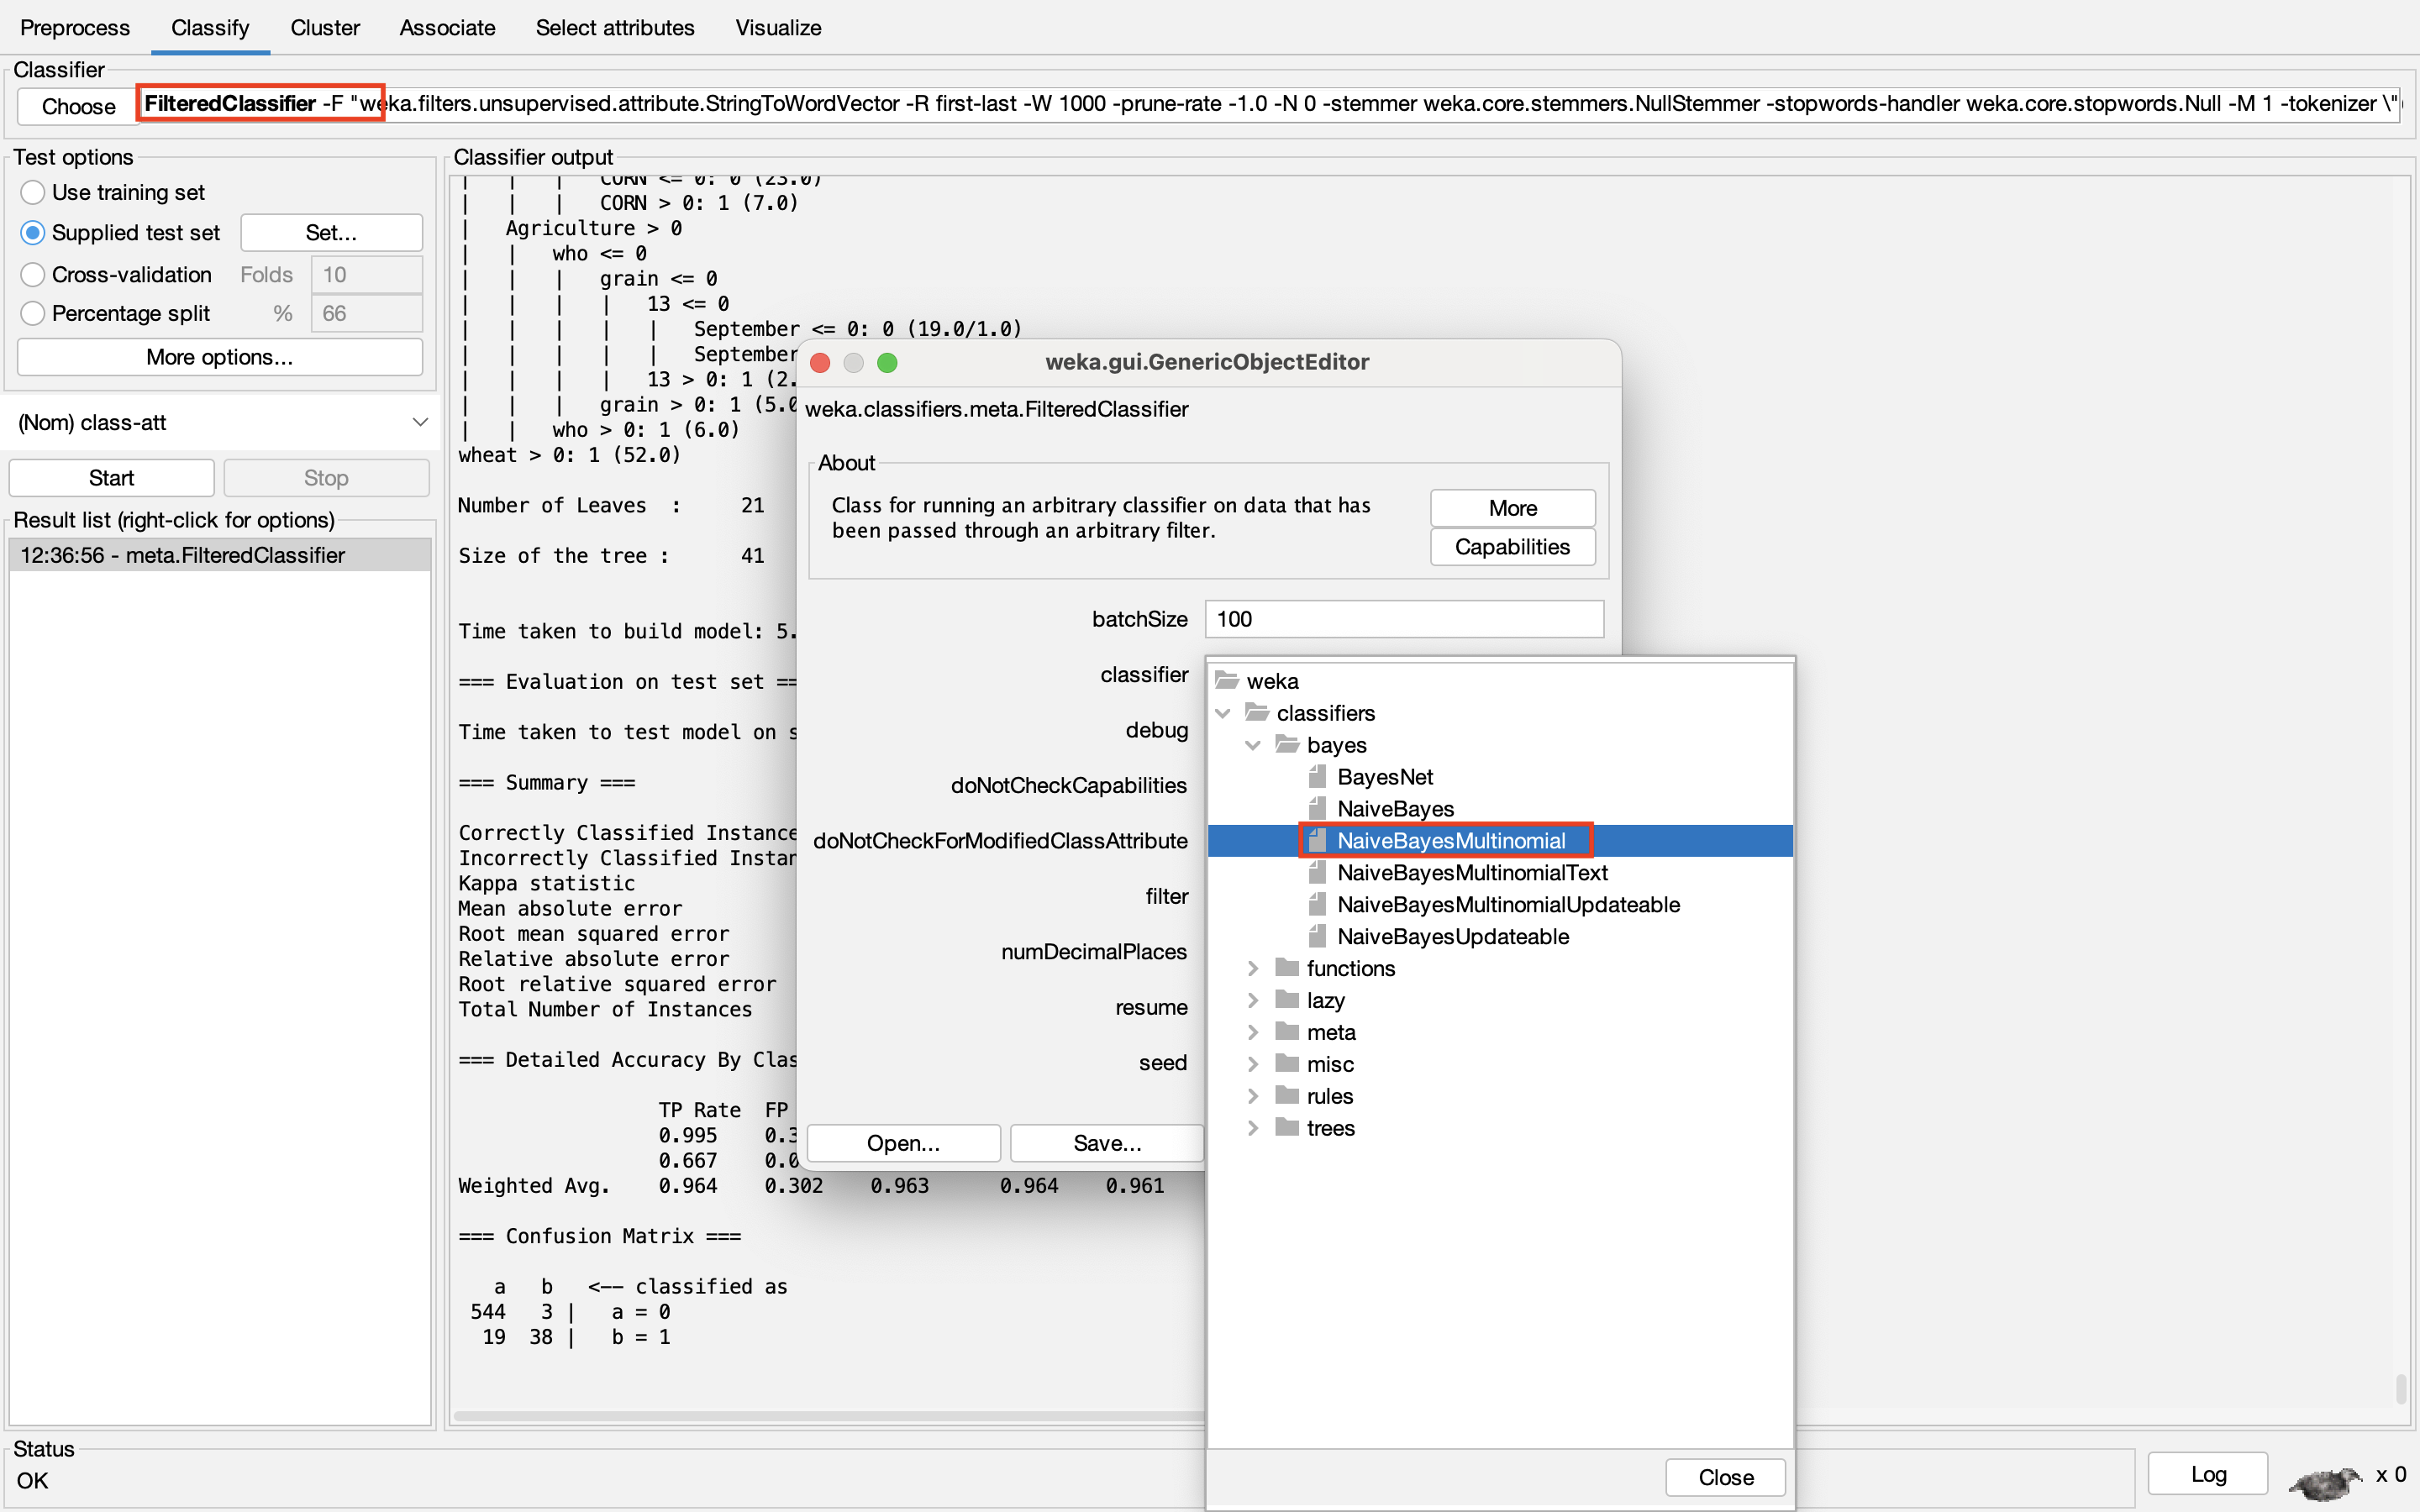 Preprocess Classify Cluster Associate Select attributes Visualize
Classifier
Choose FilteredClassifier -F "weka.filters.unsupervised.attribute.StringToWordVector -R first-last -W 1000 -prune-rate -1.0 -N 0 -stemmer weka.core.stemmers.NullStemmer -stopwords-handler weka.core.stopwords.Null -M 1 -tokenizer \"
Test options
Use training set
Supplied test set Set...
Cross-validation Folds 10
Percentage split % 66
More options...
(Nom) class-att
Start Stop
Result list (right-click for options)
12:36:56 - meta.FilteredClassifier
Classifier output
|   |   |   CORN <= 0: 0 (23.0)
|   |   |   CORN > 0: 1 (7.0)
|   Agriculture > 0
|   |   who <= 0
|   |   |   grain <= 0
|   |   |   |   13 <= 0
|   |   |   |   |   September <= 0: 0 (19.0/1.0)
|   |   |   |   |   September
|   |   |   |   13 > 0: 1 (2.
|   |   |   grain > 0: 1 (5.0
|   |   who > 0: 1 (6.0)
wheat > 0: 1 (52.0)
Number of Leaves  : 21
Size of the tree : 41
Time taken to build model: 5.
=== Evaluation on test set ==
Time taken to test model on s
=== Summary ===
Correctly Classified Instance
Incorrectly Classified Instan
Kappa statistic
Mean absolute error
Root mean squared error
Relative absolute error
Root relative squared error
Total Number of Instances
=== Detailed Accuracy By Clas
TP Rate FP
0.995 0.3
0.667 0.0
Weighted Avg. 0.964 0.302 0.963 0.964 0.961
=== Confusion Matrix ===
a b <-- classified as
544 3 | a = 0
19 38 | b = 1
weka.gui.GenericObjectEditor
weka.classifiers.meta.FilteredClassifier
About
Class for running an arbitrary classifier on data that has
been passed through an arbitrary filter.
More
Capabilities
batchSize 100
classifier
debug
doNotCheckCapabilities
doNotCheckForModifiedClassAttribute
filter
numDecimalPlaces
resume
seed
Open... Save...
weka
classifiers
bayes
BayesNet
NaiveBayes
NaiveBayesMultinomial
NaiveBayesMultinomialText
NaiveBayesMultinomialUpdateable
NaiveBayesUpdateable
functions
lazy
meta
misc
rules
trees
Close
Status
OK
Log x 0